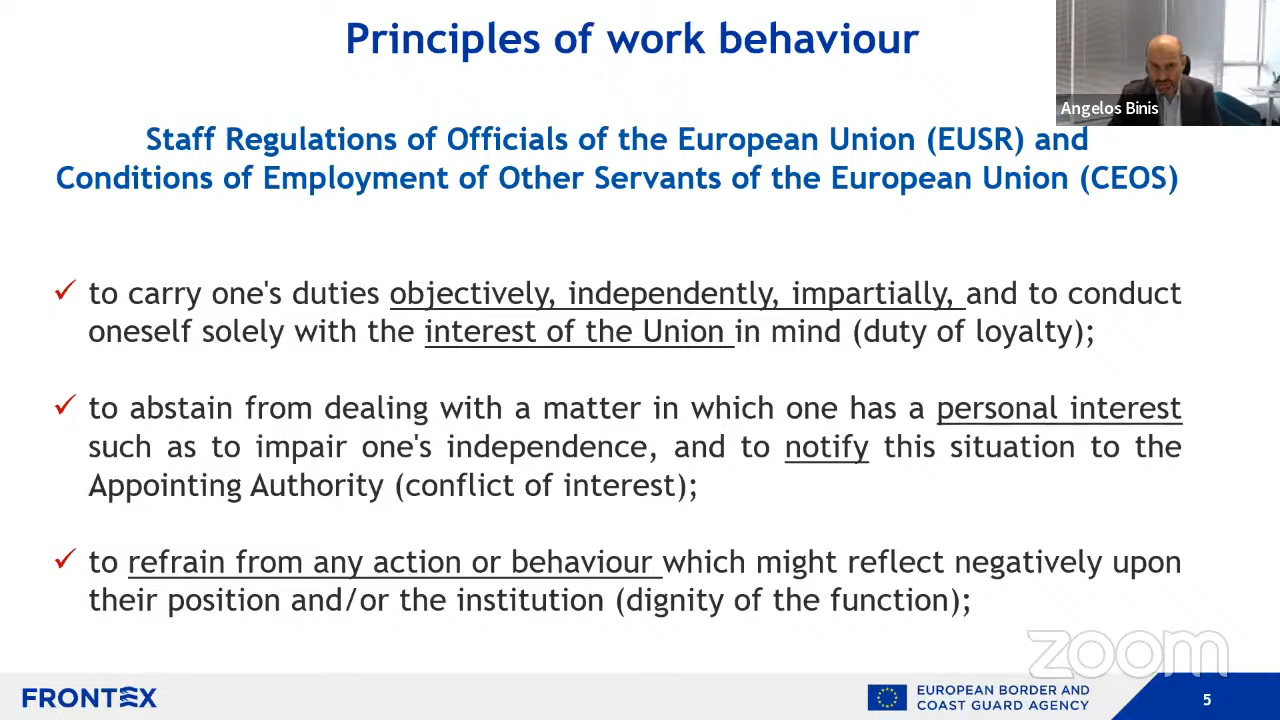 Principles of work behaviour
Angelos Binis
Staff Regulations of Officials of the European Union (EUSR) and
Conditions of Employment of Other Servants of the European Union (CEOS)
✓ to carry one's duties objectively, independently, impartially, and to conduct
oneself solely with the interest of the Union in mind (duty of loyalty);
✓ to abstain from dealing with a matter in which one has a personal interest
such as to impair one's independence, and to notify this situation to the
Appointing Authority (conflict of interest);
✓ to refrain from any action or behaviour which might reflect negatively upon
their position and/or the institution (dignity of the function);
zoom
FRONTEX
EUROPEAN BORDER AND
COAST GUARD AGENCY
5